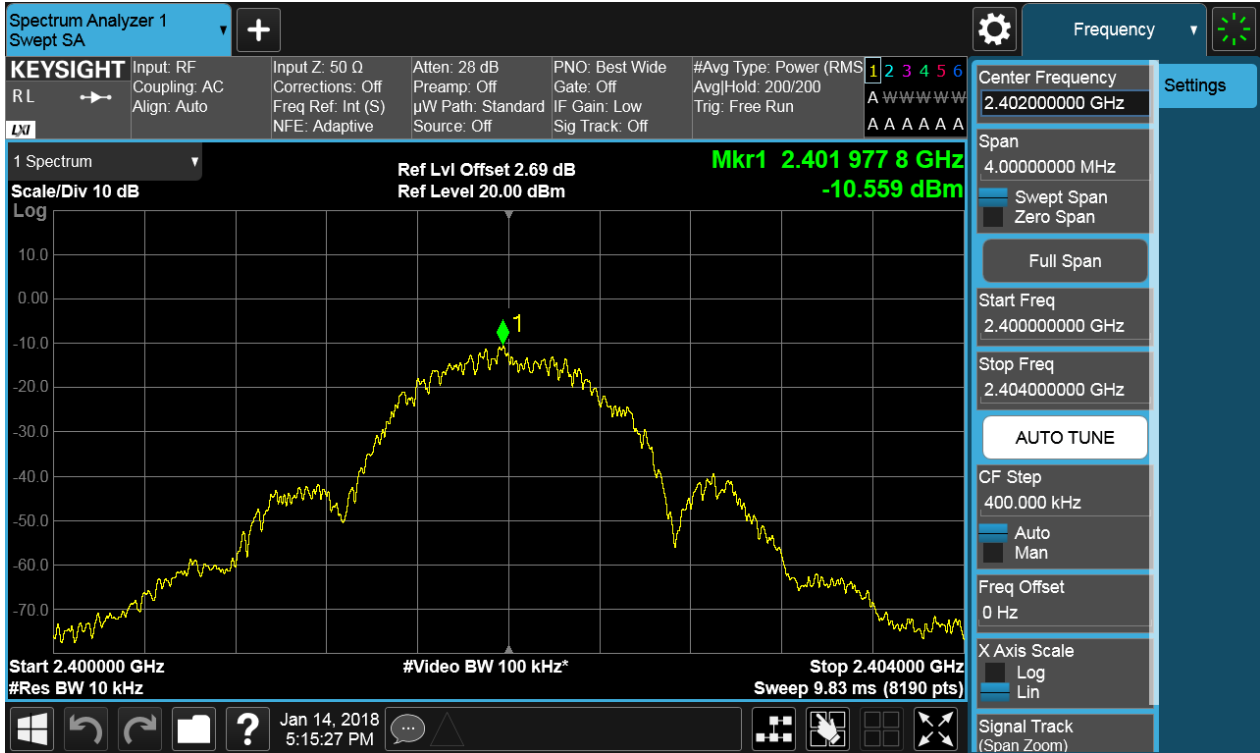 Spectrum Analyzer 1
Swept SA
+
Frequency
KEYSIGHT
RL
LXI
Input: RF
Coupling: AC
Align: Auto
Input Z: 50 Ω
Corrections: Off
Freq Ref: Int (S)
NFE: Adaptive
Atten: 28 dB
Preamp: Off
µW Path: Standard
Source: Off
PNO: Best Wide
Gate: Off
IF Gain: Low
Sig Track: Off
#Avg Type: Power (RMS
Avg|Hold: 200/200
Trig: Free Run
1 2 3 4 5 6
A W W W W W
A A A A A A
1 Spectrum
Scale/Div 10 dB
Log
Ref Lvl Offset 2.69 dB
Ref Level 20.00 dBm
Mkr1 2.401 977 8 GHz
-10.559 dBm
10.0
0.00
-10.0
-20.0
-30.0
-40.0
-50.0
-60.0
-70.0
1
Start 2.400000 GHz
#Res BW 10 kHz
#Video BW 100 kHz*
Stop 2.404000 GHz
Sweep 9.83 ms (8190 pts)
Center Frequency
2.402000000 GHz
Span
4.00000000 MHz
Swept Span
Zero Span
Full Span
Start Freq
2.400000000 GHz
Stop Freq
2.404000000 GHz
AUTO TUNE
CF Step
400.000 kHz
Auto
Man
Freq Offset
0 Hz
X Axis Scale
Log
Lin
Signal Track
(Span Zoom)
Settings
?
Jan 14, 2018
5:15:27 PM